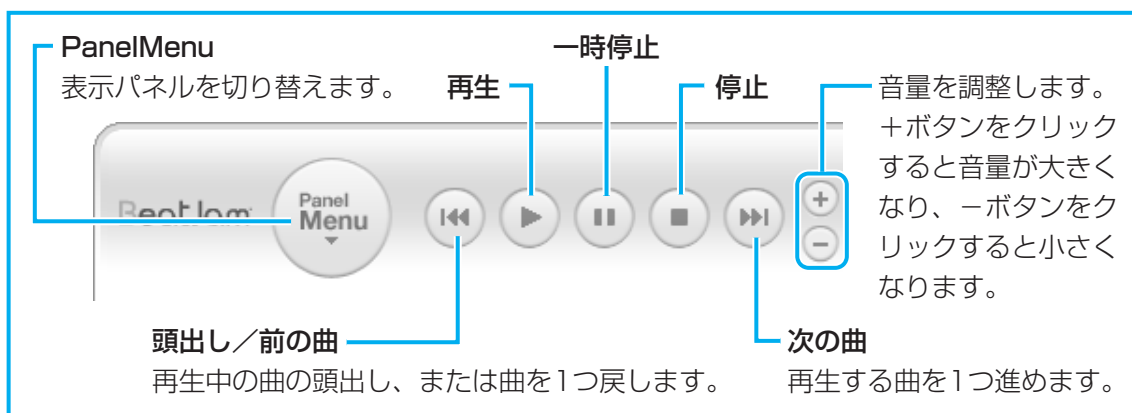 PanelMenu
表示パネルを切り替えます。
一時停止
再生
停止
音量を調整します。
＋ボタンをクリック
すると音量が大きく
なり、－ボタンをク
リックすると小さく
なります。
Panel
Menu
頭出し／前の曲
再生中の曲の頭出し、または曲を1つ戻します。
次の曲
再生する曲を1つ進めます。